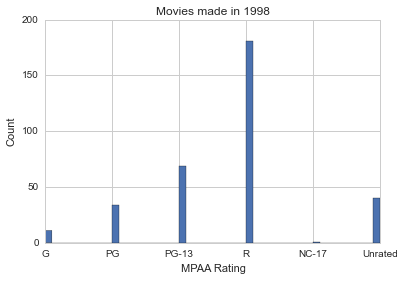 Movies made in 1998
200
150
100
50
0
Count
G PG PG-13 R NC-17 Unrated
MPAA Rating